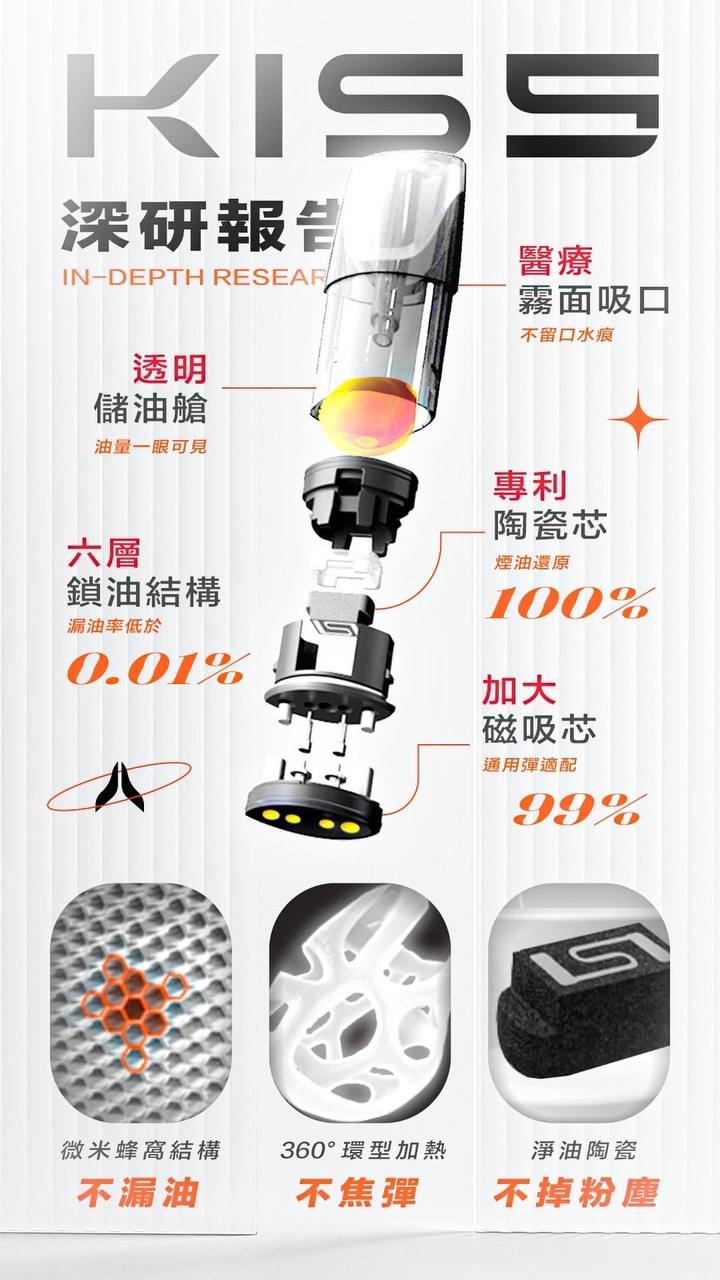 KISS
深研報告
IN-DEPTH RESEAR
醫療
霧面吸口
不留口水痕
透明
儲油艙
油量一眼可見
專利
陶瓷芯
煙油還原
100%
六層
鎖油結構
漏油率低於
0.01%
加大
磁吸芯
通用彈適配
99%
微米蜂窩結構
不漏油
360°環型加熱
不焦彈
淨油陶瓷
不掉粉塵